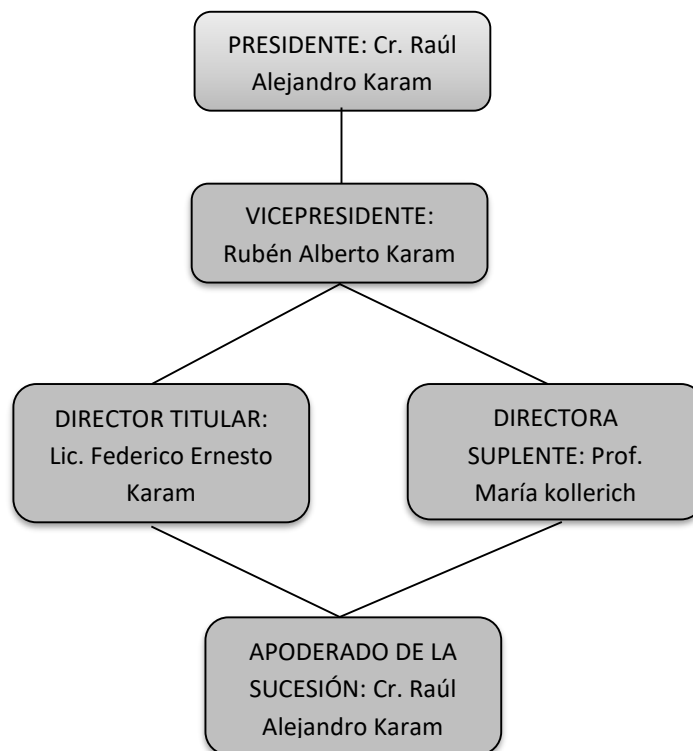 PRESIDENTE: Cr. Raúl
Alejandro Karam
VICEPRESIDENTE:
Rubén Alberto Karam
DIRECTOR TITULAR:
Lic. Federico Ernesto
Karam
DIRECTORA
SUPLENTE: Prof.
María kollerich
APODERADO DE LA
SUCESIÓN: Cr. Raúl
Alejandro Karam